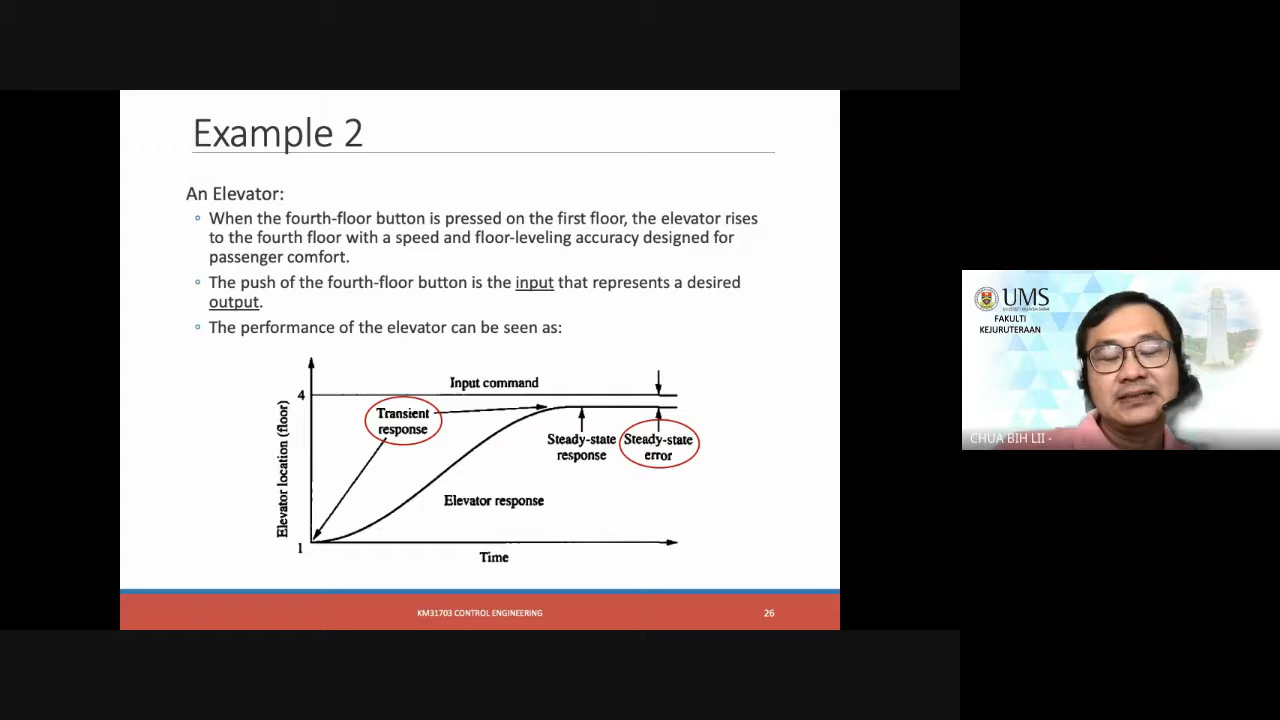 Example 2
An Elevator:
◦ When the fourth-floor button is pressed on the first floor, the elevator rises
to the fourth floor with a speed and floor-leveling accuracy designed for
passenger comfort.
◦ The push of the fourth-floor button is the input that represents a desired
output.
◦ The performance of the elevator can be seen as:
Input command
4
Transient
response
Steady-state
response
Steady-state
error
Elevator location (floor)
Elevator response
1
Time
KM31703 CONTROL ENGINEERING
26
UMS
FAKULTI
KEJURUTERAAN
CHUA BIH LII -